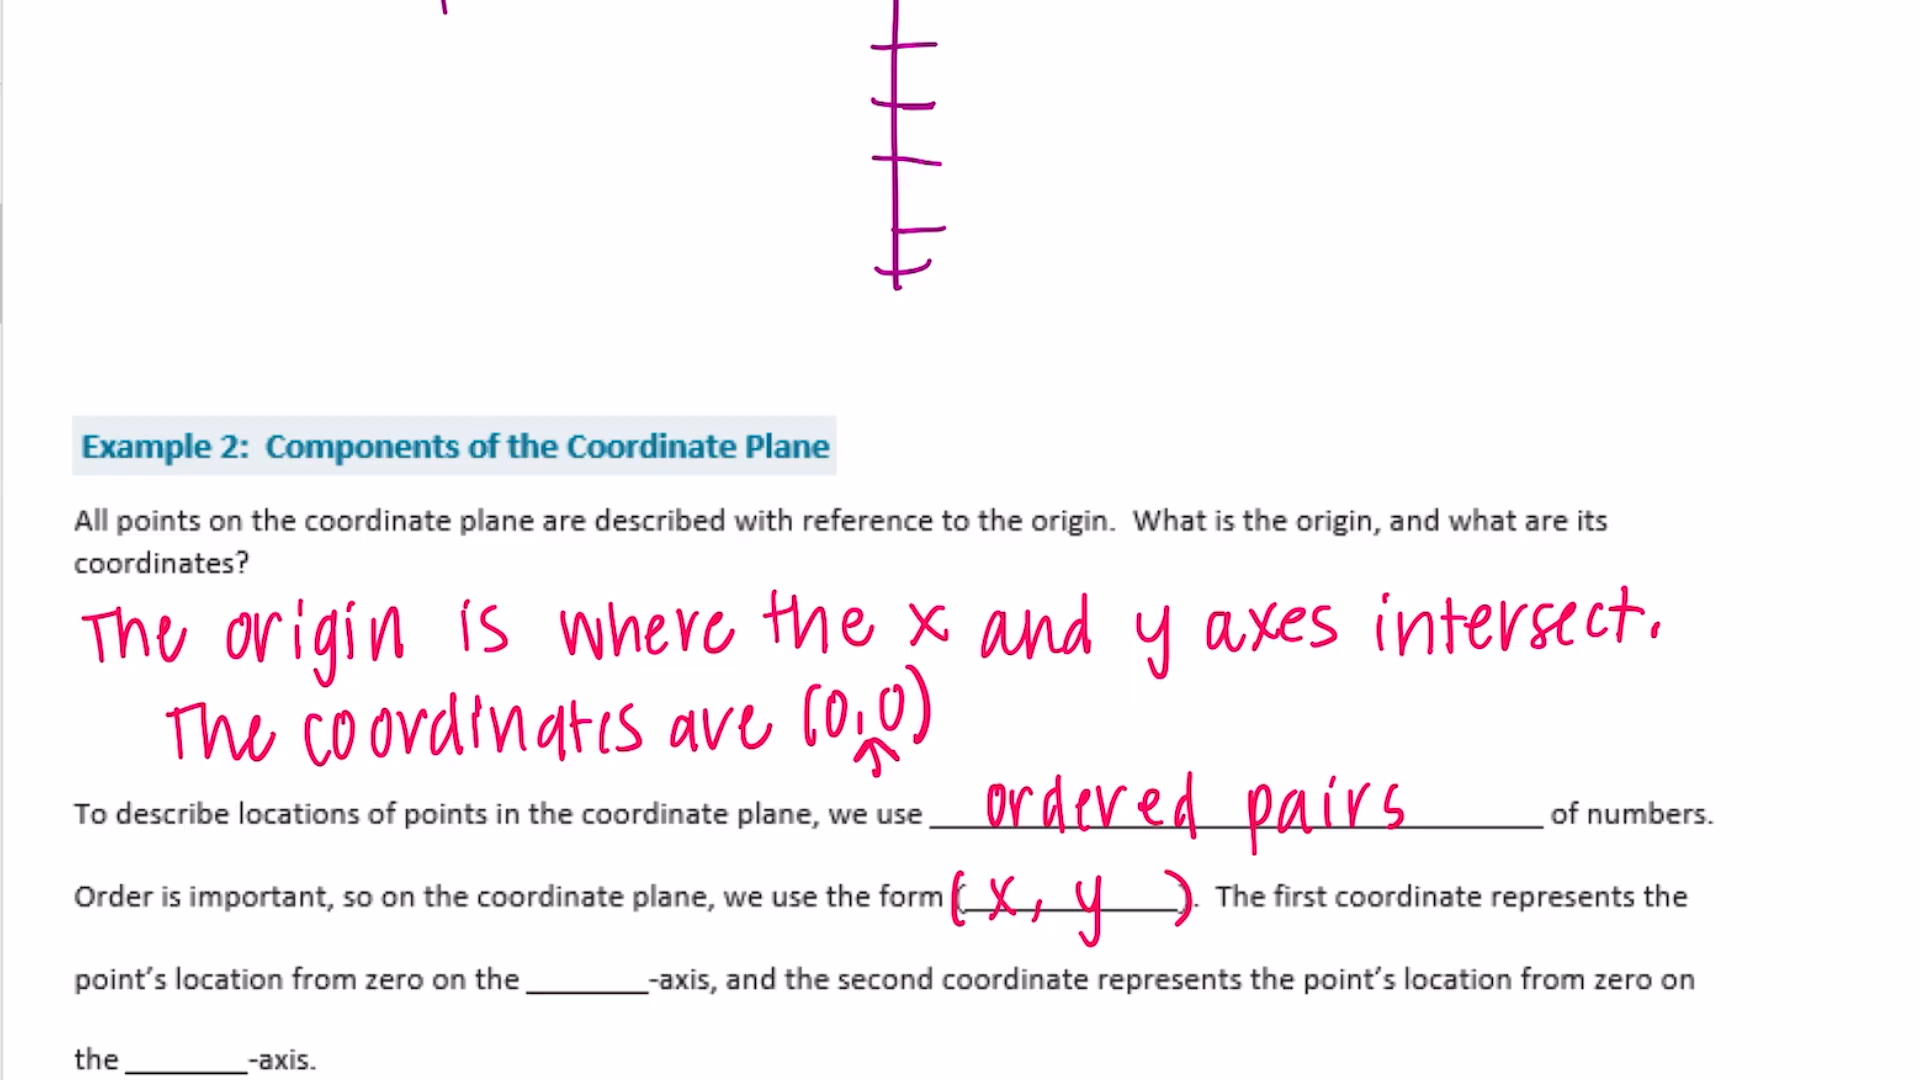 Example 2: Components of the Coordinate Plane
All points on the coordinate plane are described with reference to the origin. What is the origin, and what are its
coordinates?
The origin is where the x and y axes intersect.
The coordinates are (0,0)
To describe locations of points in the coordinate plane, we use ordered pairs of numbers.
Order is important, so on the coordinate plane, we use the form (x, y). The first coordinate represents the
point's location from zero on the ________-axis, and the second coordinate represents the point's location from zero on
the ________-axis.